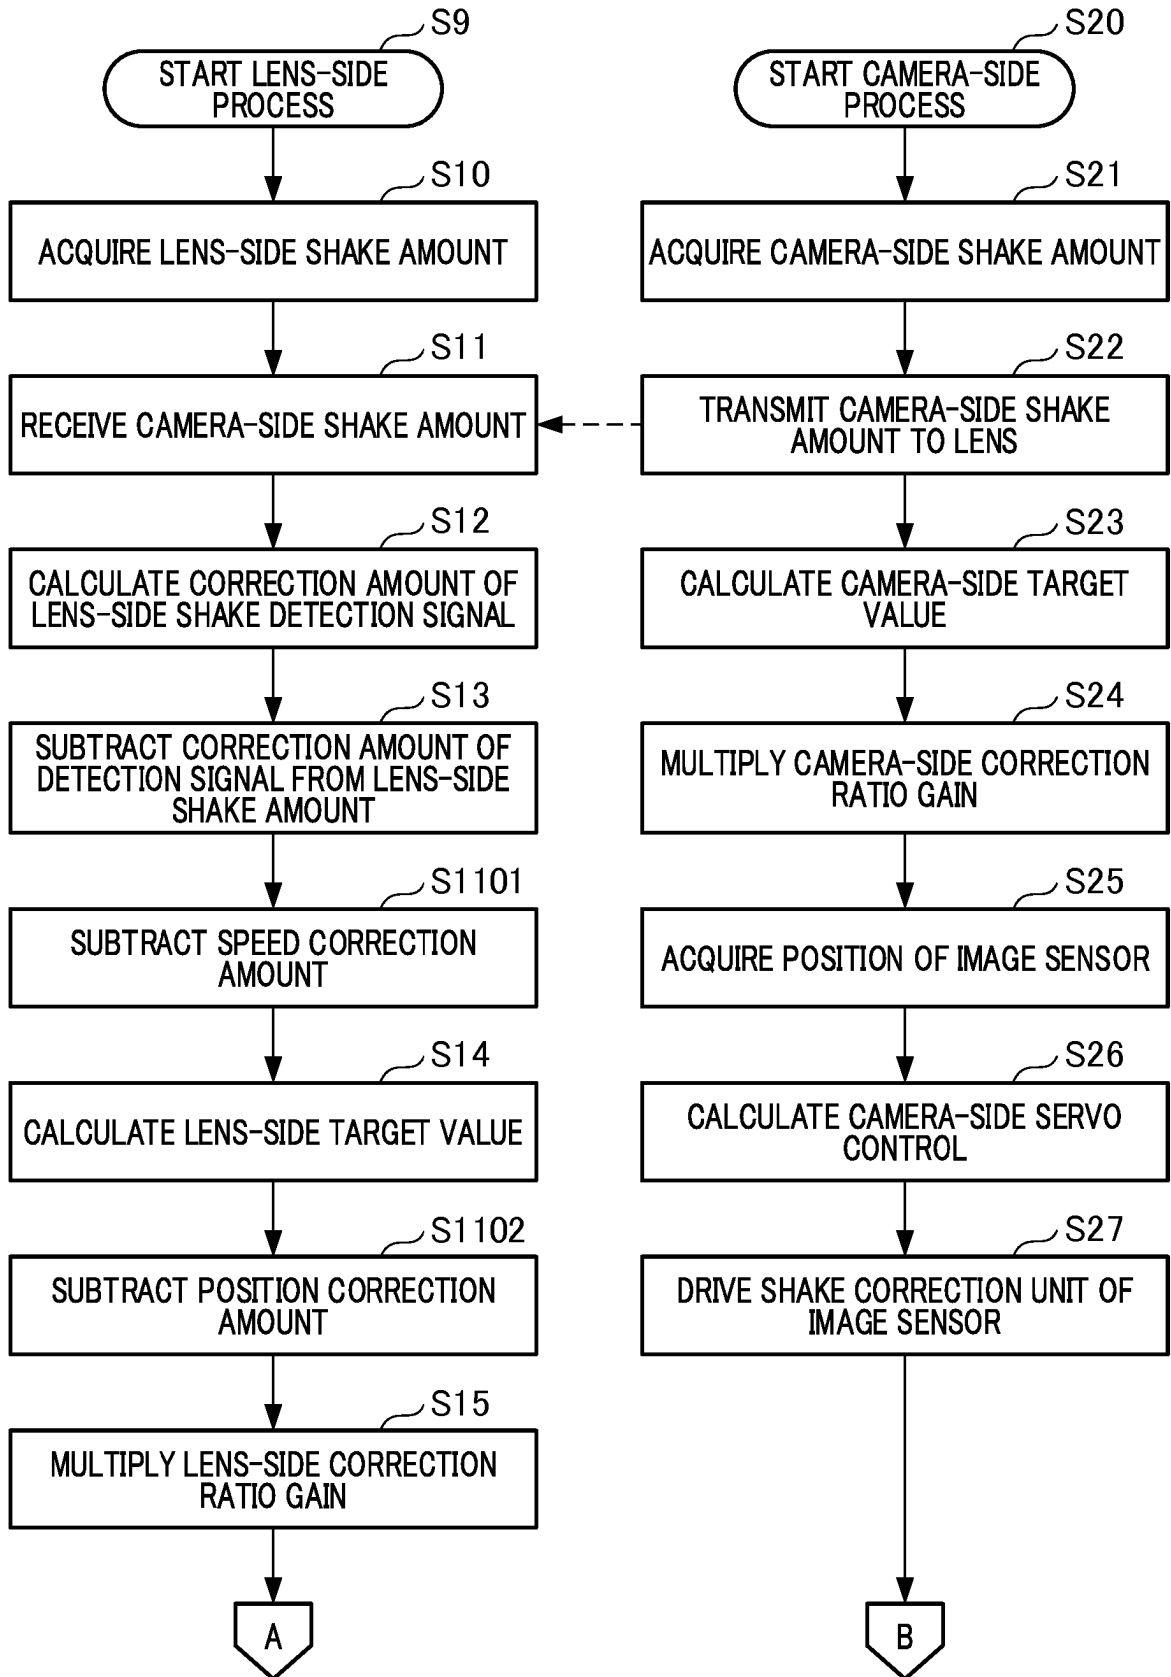 S9
START LENS-SIDE
PROCESS
S10
ACQUIRE LENS-SIDE SHAKE AMOUNT
S11
RECEIVE CAMERA-SIDE SHAKE AMOUNT
S12
CALCULATE CORRECTION AMOUNT OF
LENS-SIDE SHAKE DETECTION SIGNAL
S13
SUBTRACT CORRECTION AMOUNT OF
DETECTION SIGNAL FROM LENS-SIDE
SHAKE AMOUNT
S1101
SUBTRACT SPEED CORRECTION
AMOUNT
S14
CALCULATE LENS-SIDE TARGET VALUE
S1102
SUBTRACT POSITION CORRECTION
AMOUNT
S15
MULTIPLY LENS-SIDE CORRECTION
RATIO GAIN
A
S20
START CAMERA-SIDE
PROCESS
S21
ACQUIRE CAMERA-SIDE SHAKE AMOUNT
S22
TRANSMIT CAMERA-SIDE SHAKE
AMOUNT TO LENS
S23
CALCULATE CAMERA-SIDE TARGET
VALUE
S24
MULTIPLY CAMERA-SIDE CORRECTION
RATIO GAIN
S25
ACQUIRE POSITION OF IMAGE SENSOR
S26
CALCULATE CAMERA-SIDE SERVO
CONTROL
S27
DRIVE SHAKE CORRECTION UNIT OF
IMAGE SENSOR
B